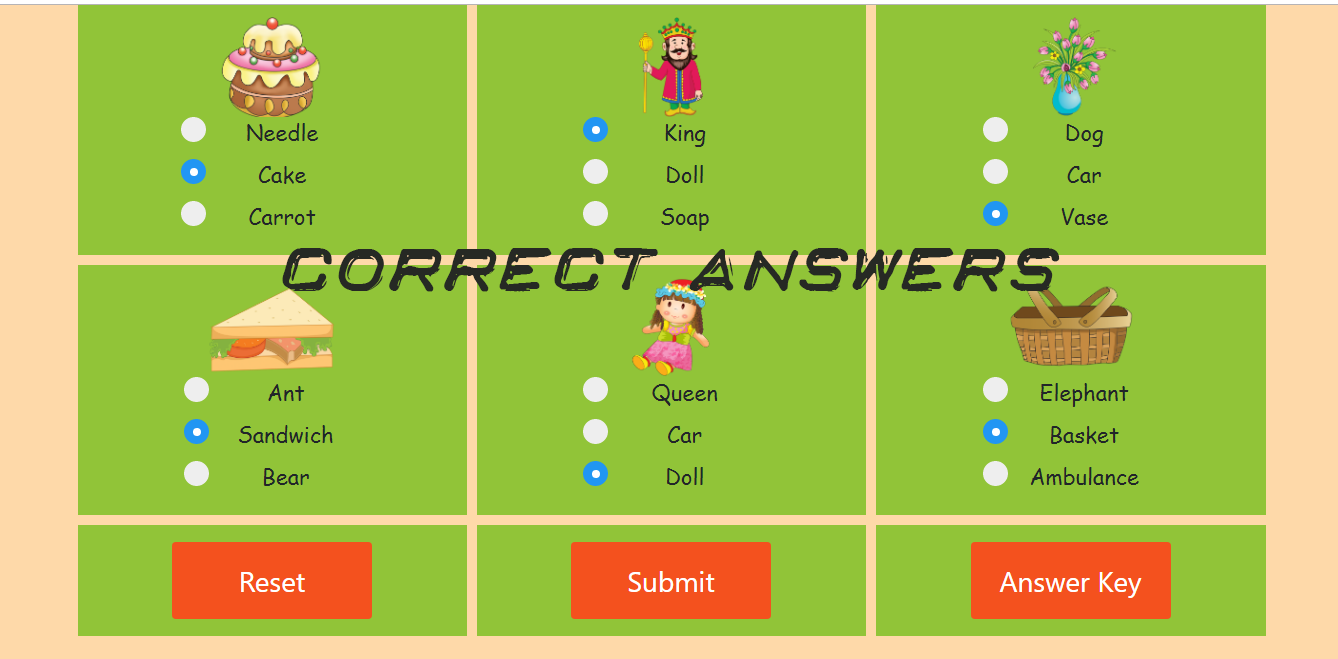 Needle
Cake
Carrot
King
Doll
Soap
Dog
Car
Vase
CORRECT ANSWERS
Ant
Sandwich
Bear
Queen
Car
Doll
Elephant
Basket
Ambulance
Reset
Submit
Answer Key